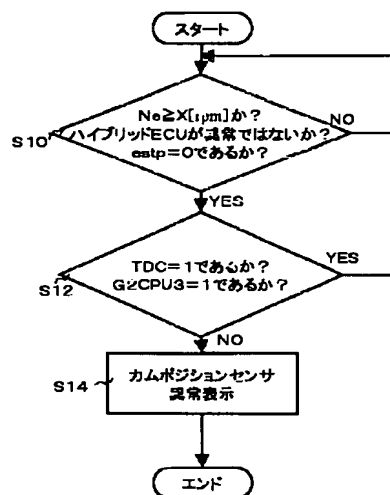 スタート
Ne≧X[rpm]か?
ハイブリッドECUが異常ではないか?
estp=0であるか?
NO
S10
YES
TDC=1であるか?
G2CPU3=1であるか?
YES
S12
NO
カムポジションセンサ
異常表示
S14
エンド